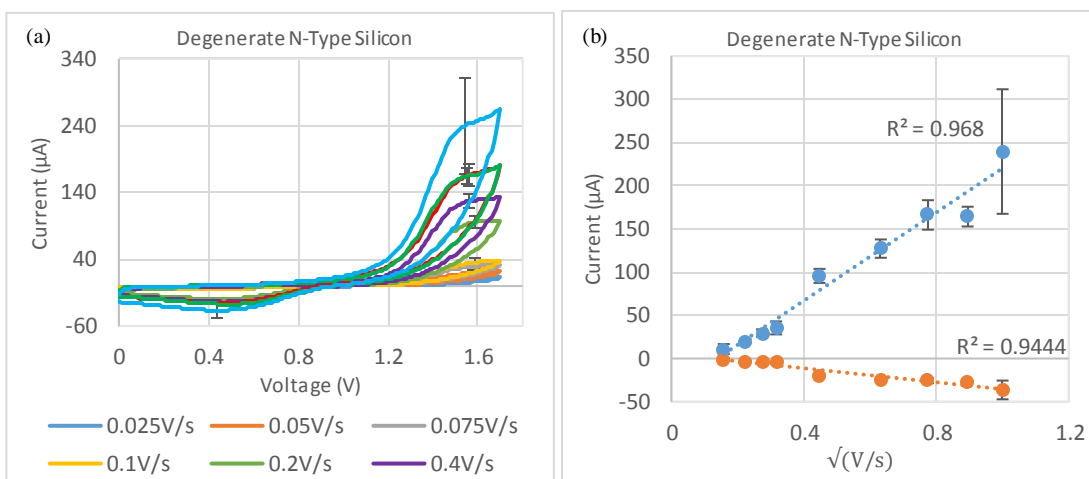 (a)
Degenerate N-Type Silicon
340
240
140
40
-60
Current (µA)
0
0.4
0.8
1.2
1.6
Voltage (V)
0.025V/s
0.05V/s
0.075V/s
0.1V/s
0.2V/s
0.4V/s
(b)
Degenerate N-Type Silicon
350
300
250
200
150
100
50
0
-50
Current (µA)
R² = 0.968
R² = 0.9444
0
0.4
0.8
1.2
√(V/s)